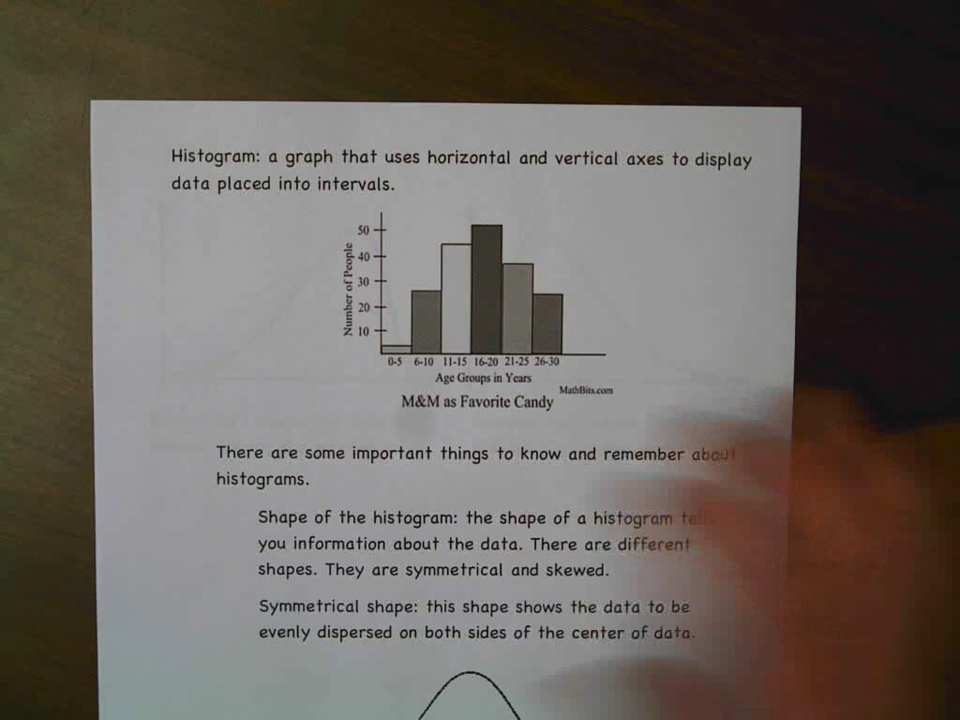 Histogram: a graph that uses horizontal and vertical axes to display
data placed into intervals.
Number of People
50
40
30
20
10
0-5 6-10 11-15 16-20 21-25 26-30
Age Groups in Years
MathBits.com
M&M as Favorite Candy
There are some important things to know and remember about
histograms.
Shape of the histogram: the shape of a histogram
you information about the data. There are different
shapes. They are symmetrical and skewed.
Symmetrical shape: this shape shows the data to be
evenly dispersed on both sides of the center of data.